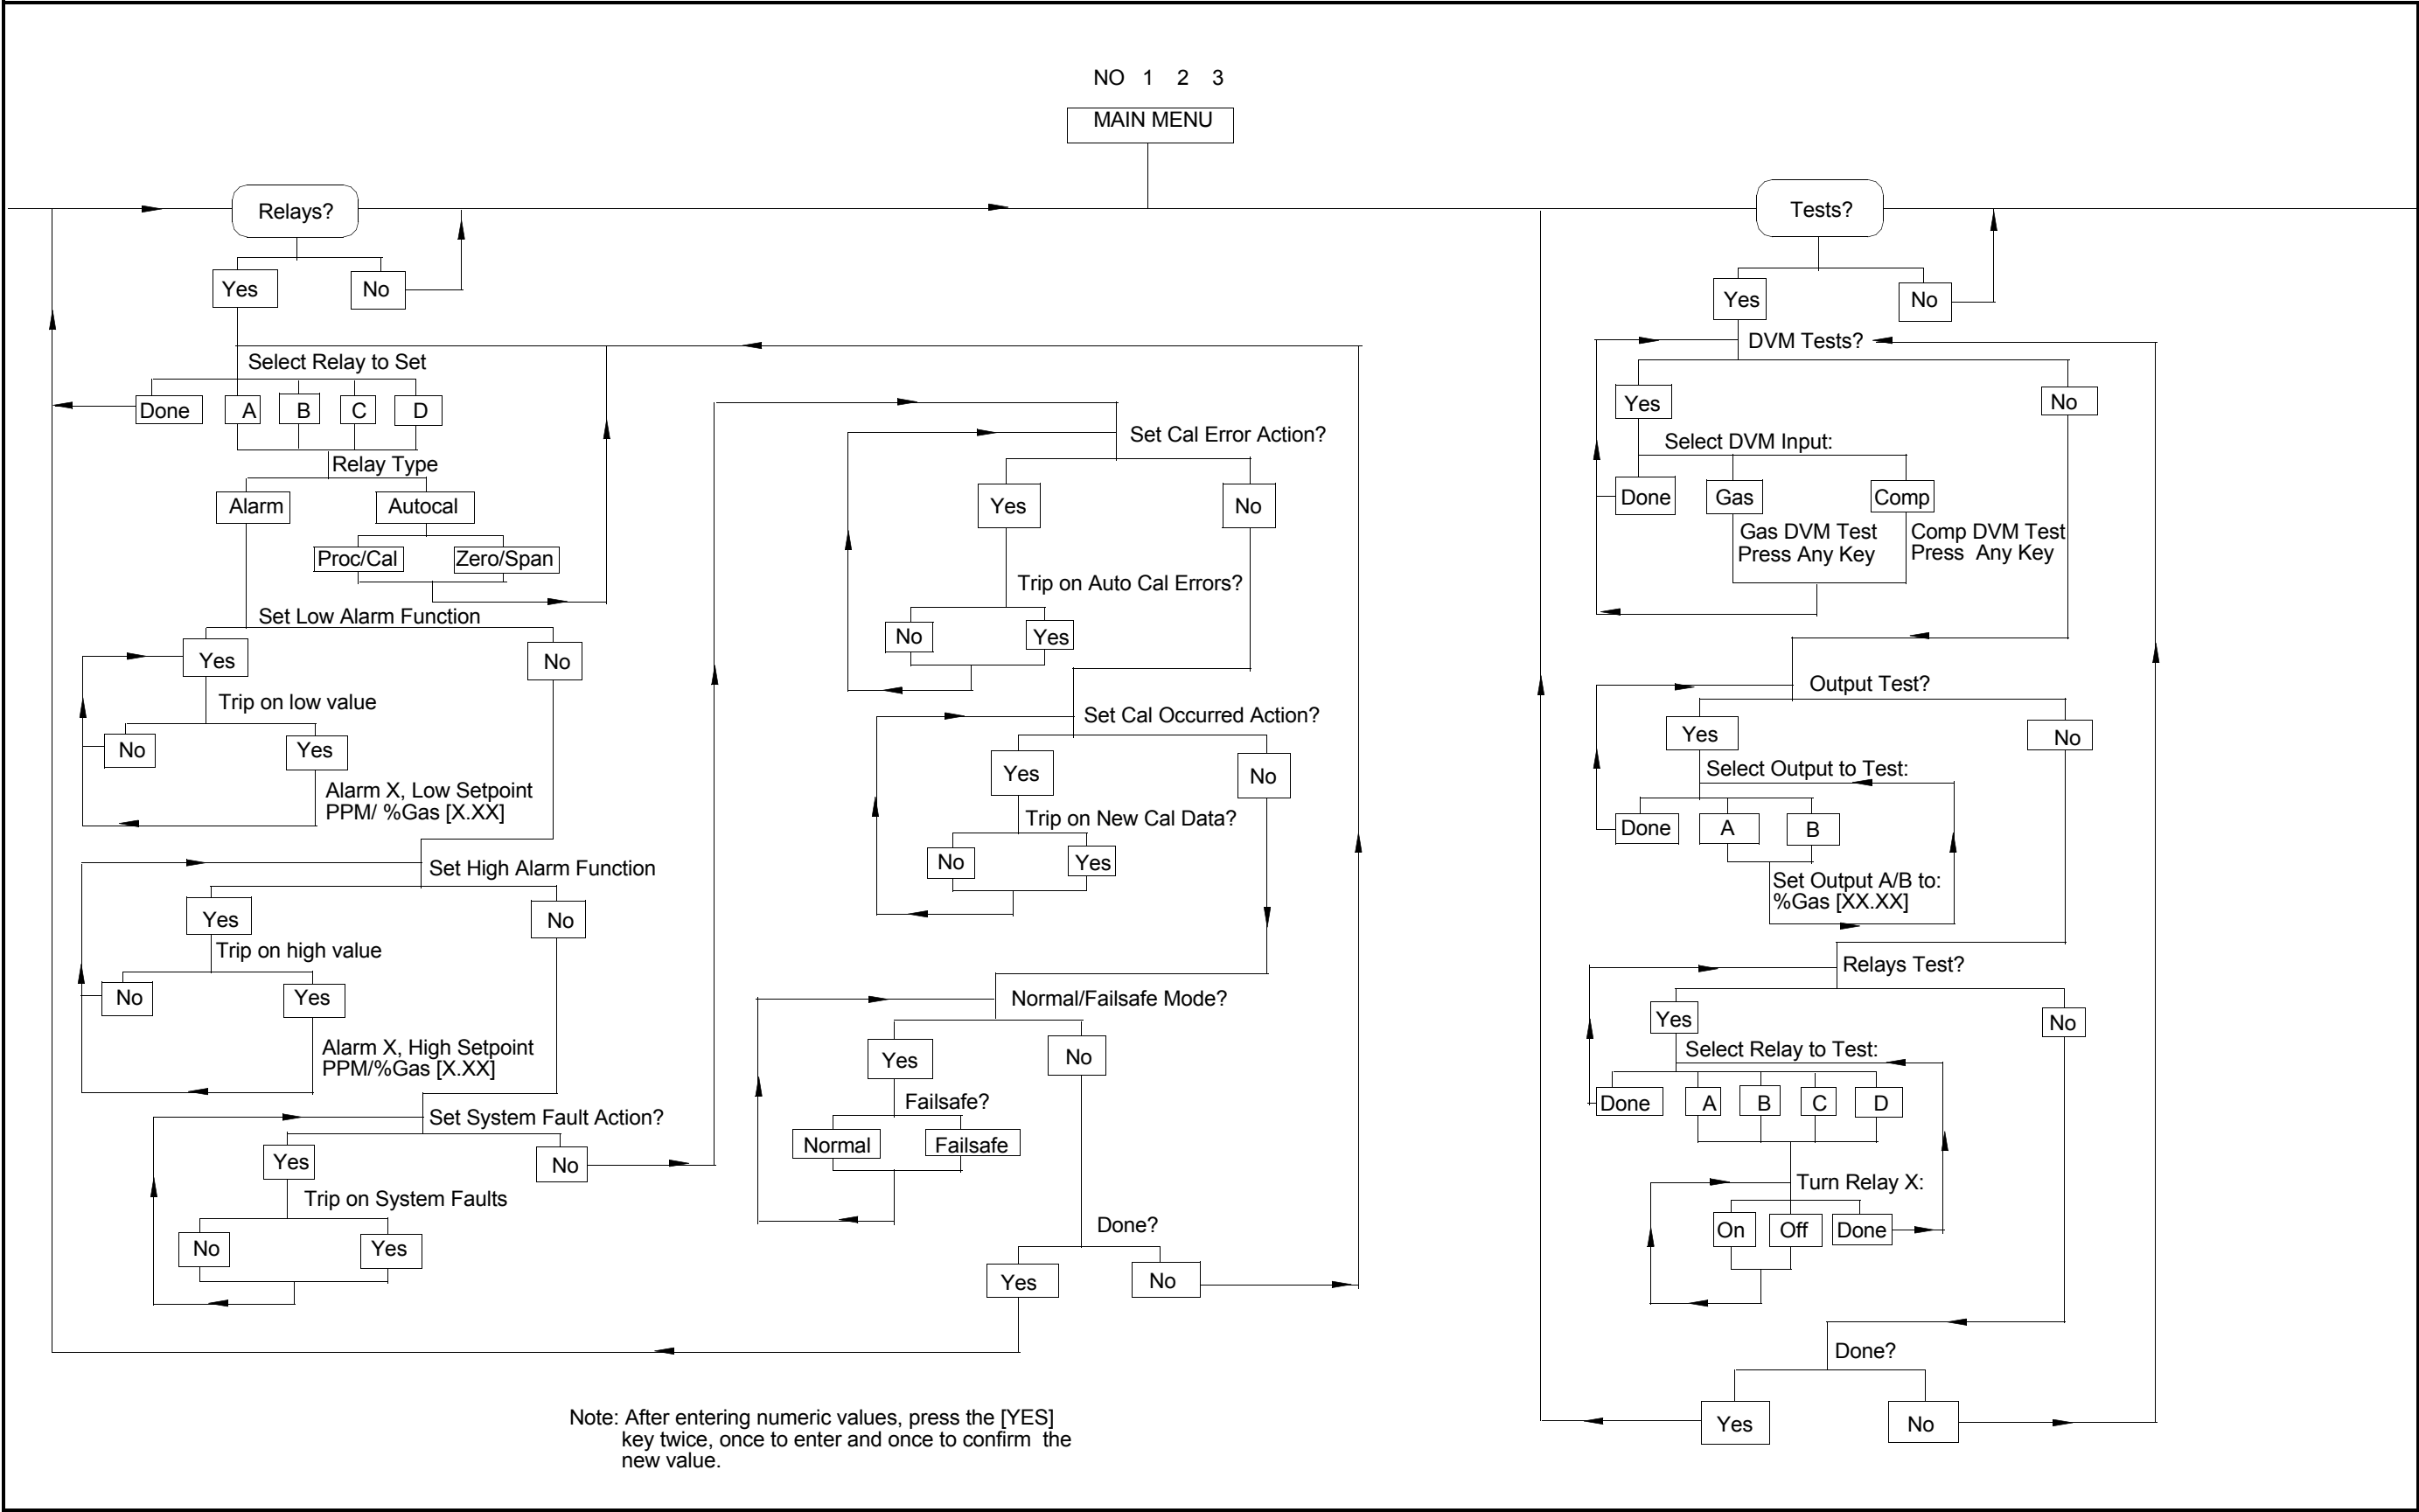 NO 1 2 3
MAIN MENU
Relays?
Yes
No
Select Relay to Set
Done
A
B
C
D
Relay Type
Alarm
Autocal
Proc/Cal
Zero/Span
Set Low Alarm Function
Yes
No
Trip on low value
No
Yes
Alarm X, Low Setpoint
PPM/ %Gas [X.XX]
Set High Alarm Function
Yes
No
Trip on high value
No
Yes
Alarm X, High Setpoint
PPM/%Gas [X.XX]
Set System Fault Action?
Yes
No
Trip on System Faults
No
Yes
Set Cal Error Action?
Yes
No
Trip on Auto Cal Errors?
No
Yes
Set Cal Occurred Action?
Yes
No
Trip on New Cal Data?
No
Yes
Normal/Failsafe Mode?
Yes
No
Failsafe?
Normal
Failsafe
Done?
Yes
No
Tests?
Yes
No
DVM Tests?
Yes
No
Select DVM Input:
Done
Gas
Comp
Gas DVM Test
Press Any Key
Comp DVM Test
Press Any Key
Output Test?
Yes
No
Select Output to Test:
Done
A
B
Set Output A/B to:
%Gas [XX.XX]
Relays Test?
Yes
No
Select Relay to Test:
Done
A
B
C
D
Turn Relay X:
On
Off
Done
Done?
Yes
No
Note: After entering numeric values, press the [YES]
key twice, once to enter and once to confirm the
new value.